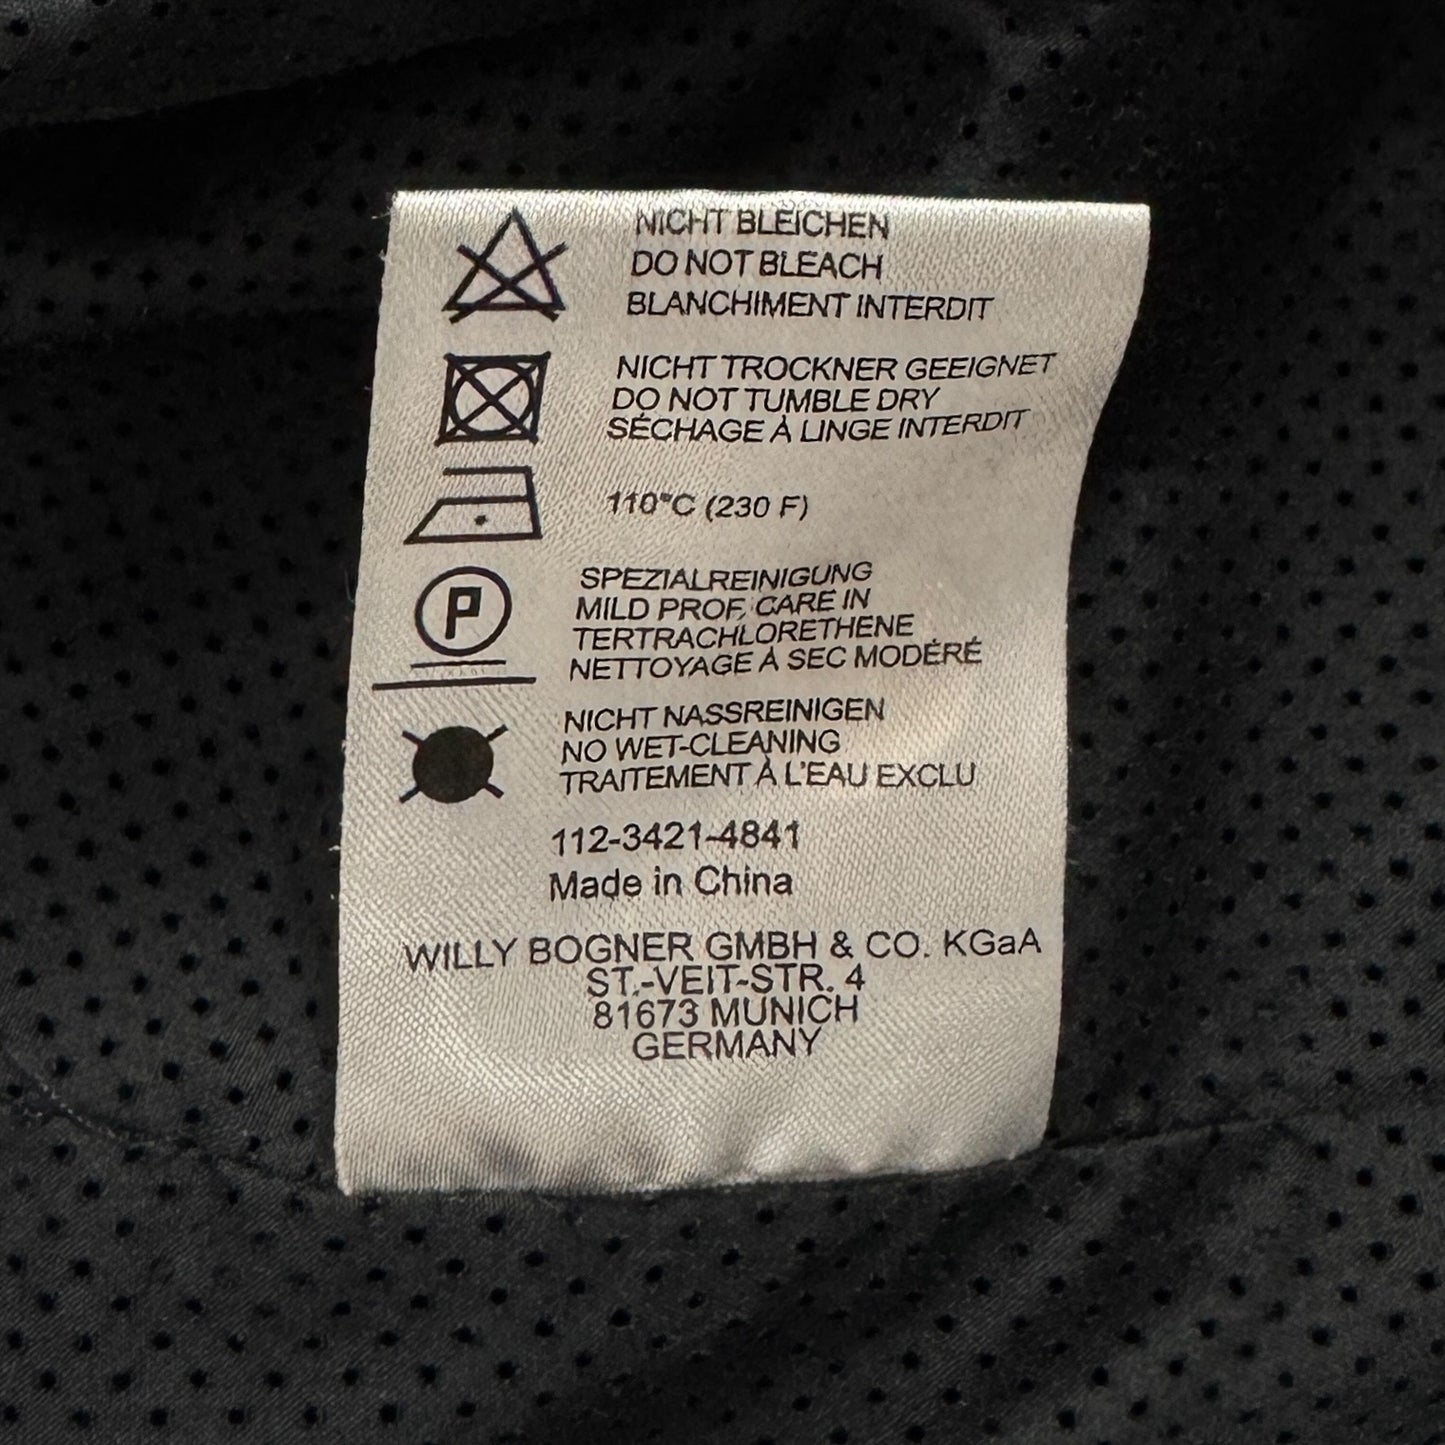 NICHT BLEICHEN
DO NOT BLEACH
BLANCHIMENT INTERDIT
NICHT TROCKNER GEEIGNET
DO NOT TUMBLE DRY
SÉCHAGE À LINGE INTERDIT
110°C (230 F)
P
SPEZIALREINIGUNG
MILD PROF, CARE IN
TERTRACHLORETHENE
NETTOYAGE À SEC MODÉRÉ
NICHT NASSREINIGEN
NO WET-CLEANING
TRAITEMENT À L'EAU EXCLU
112-3421-4841
Made in China
WILLY BOGNER GMBH & CO. KGaA
ST.-VEIT-STR. 4
81673 MUNICH
GERMANY